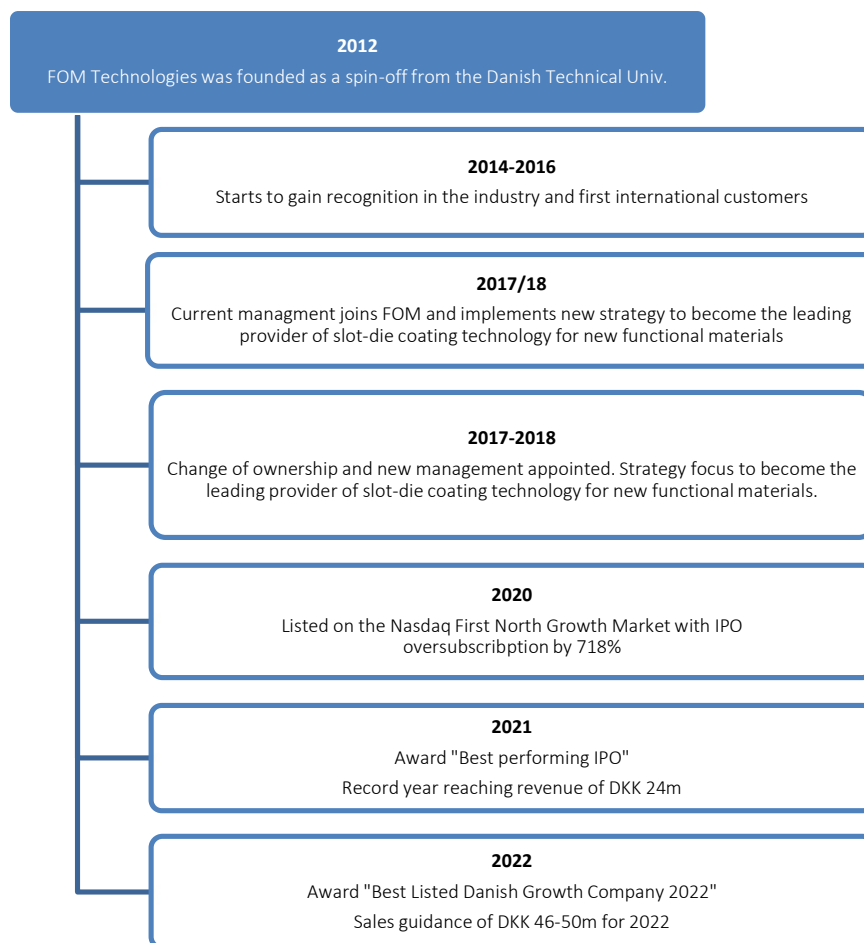 2012
FOM Technologies was founded as a spin-off from the Danish Technical Univ.
2014-2016
Starts to gain recognition in the industry and first international customers
2017/18
Current managment joins FOM and implements new strategy to become the leading
provider of slot-die coating technology for new functional materials
2017-2018
Change of ownership and new management appointed. Strategy focus to become the
leading provider of slot-die coating technology for new functional materials.
2020
Listed on the Nasdaq First North Growth Market with IPO
oversubscribption by 718%
2021
Award "Best performing IPO"
Record year reaching revenue of DKK 24m
2022
Award "Best Listed Danish Growth Company 2022"
Sales guidance of DKK 46-50m for 2022